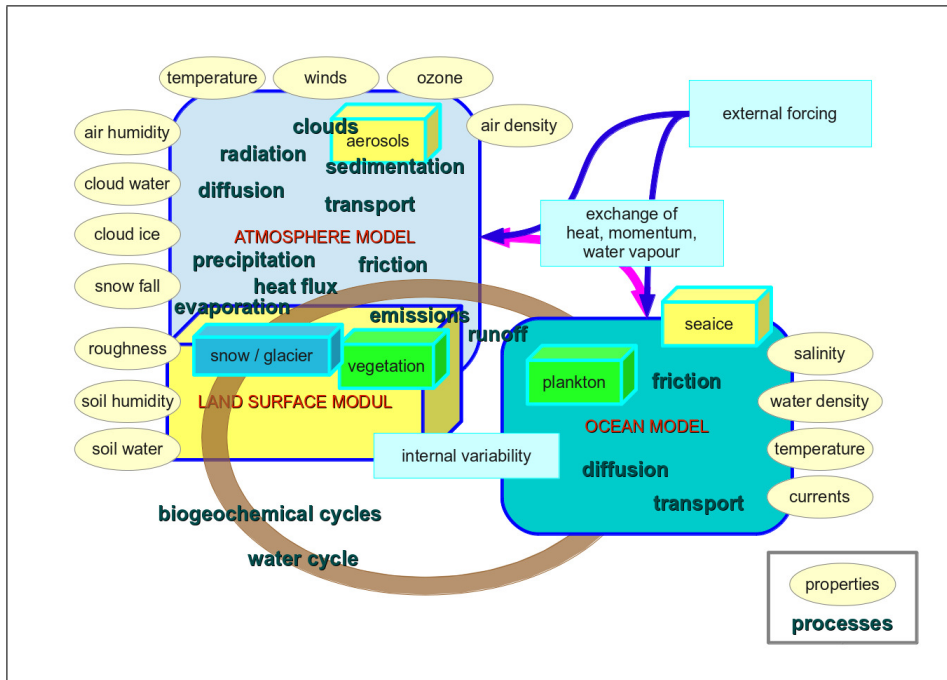 temperature
winds
ozone
air humidity
clouds
aerosols
air density
external forcing
radiation
sedimentation
cloud water
diffusion
transport
cloud ice
ATMOSPHERE MODEL
exchange of
heat, momentum,
water vapour
precipitation
friction
snow fall
heat flux
evaporation
emissions
runoff
seaice
roughness
snow / glacier
vegetation
plankton
friction
salinity
soil humidity
LAND SURFACE MODUL
water density
OCEAN MODEL
soil water
internal variability
temperature
diffusion
currents
transport
biogeochemical cycles
water cycle
properties
processes